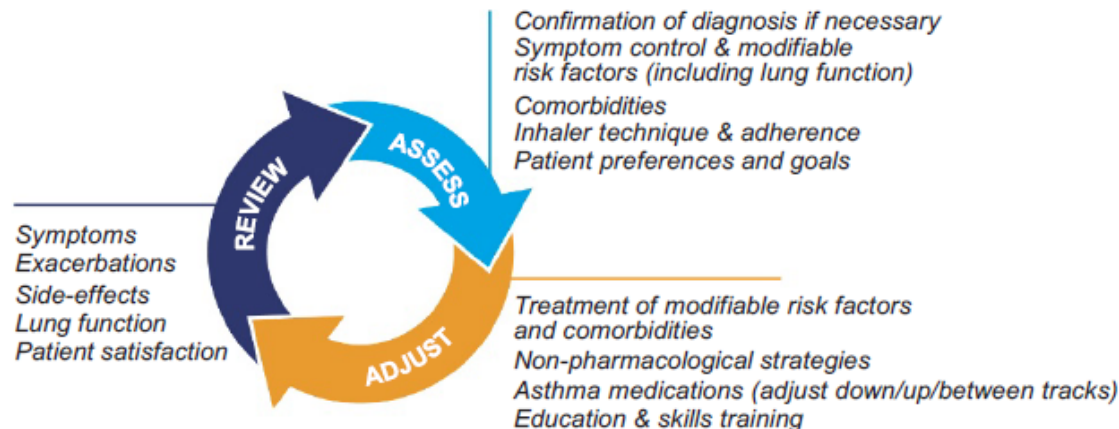 Confirmation of diagnosis if necessary
Symptom control & modifiable
risk factors (including lung function)
Comorbidities
Inhaler technique & adherence
Patient preferences and goals
ASSESS
REVIEW
Symptoms
Exacerbations
Side-effects
Lung function
Patient satisfaction
ADJUST
Treatment of modifiable risk factors
and comorbidities
Non-pharmacological strategies
Asthma medications (adjust down/up/between tracks)
Education & skills training